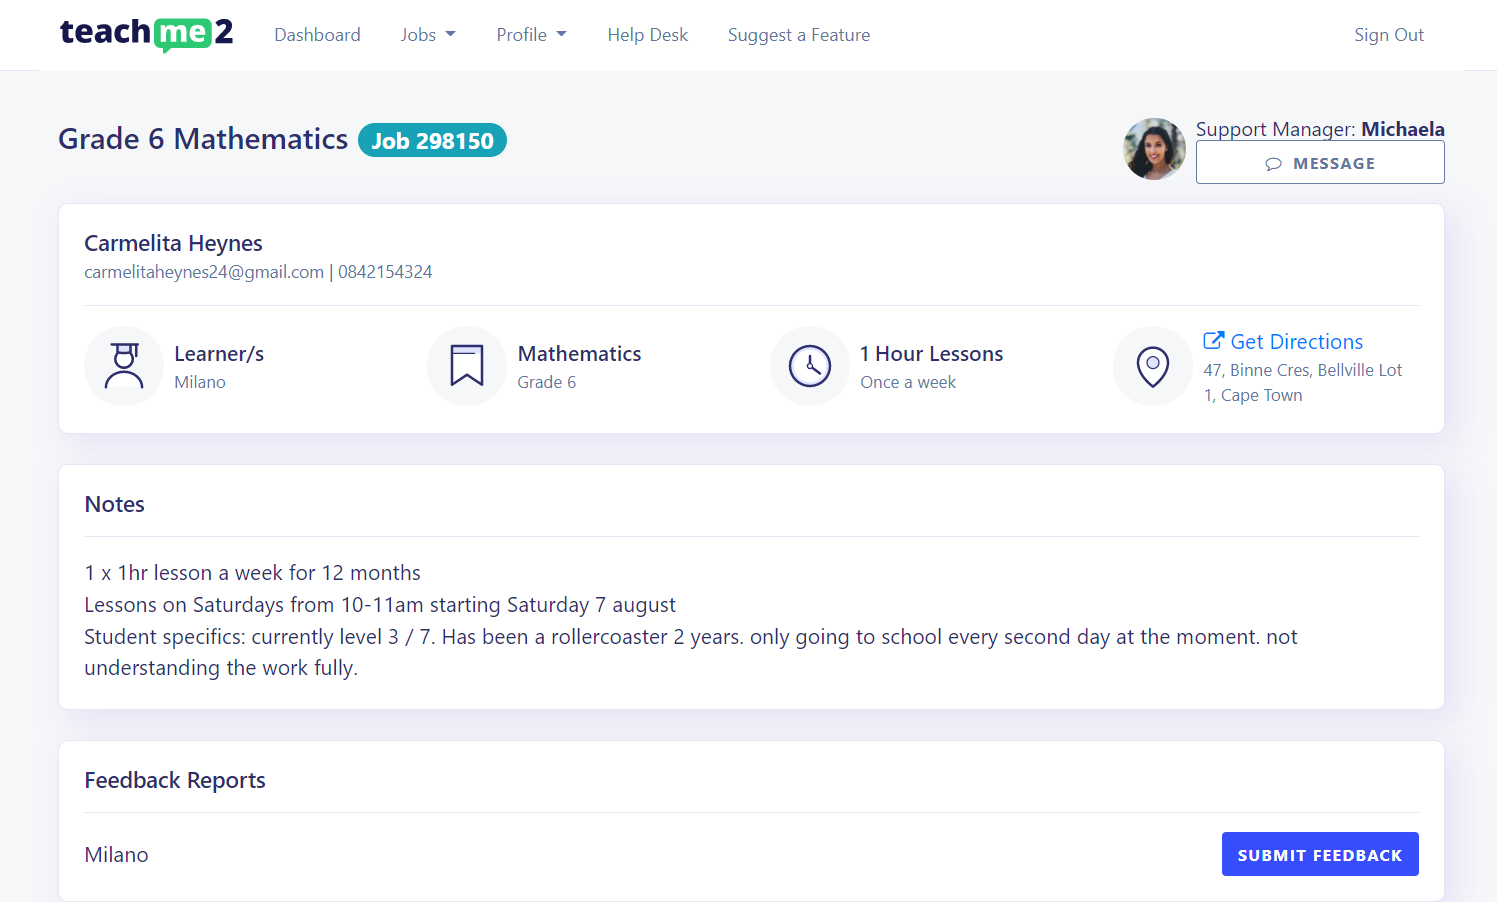 teachme2 Dashboard Jobs Profile Help Desk Suggest a Feature Sign Out
Grade 6 Mathematics Job 298150
Support Manager: Michaela
MESSAGE
Carmelita Heynes
carmelitaheynes24@gmail.com | 0842154324
Learner/s
Milano
Mathematics
Grade 6
1 Hour Lessons
Once a week
Get Directions
47, Binne Cres, Bellville Lot
1, Cape Town
Notes
1 x 1hr lesson a week for 12 months
Lessons on Saturdays from 10-11am starting Saturday 7 august
Student specifics: currently level 3 / 7. Has been a rollercoaster 2 years. only going to school every second day at the moment. not
understanding the work fully.
Feedback Reports
Milano
SUBMIT FEEDBACK